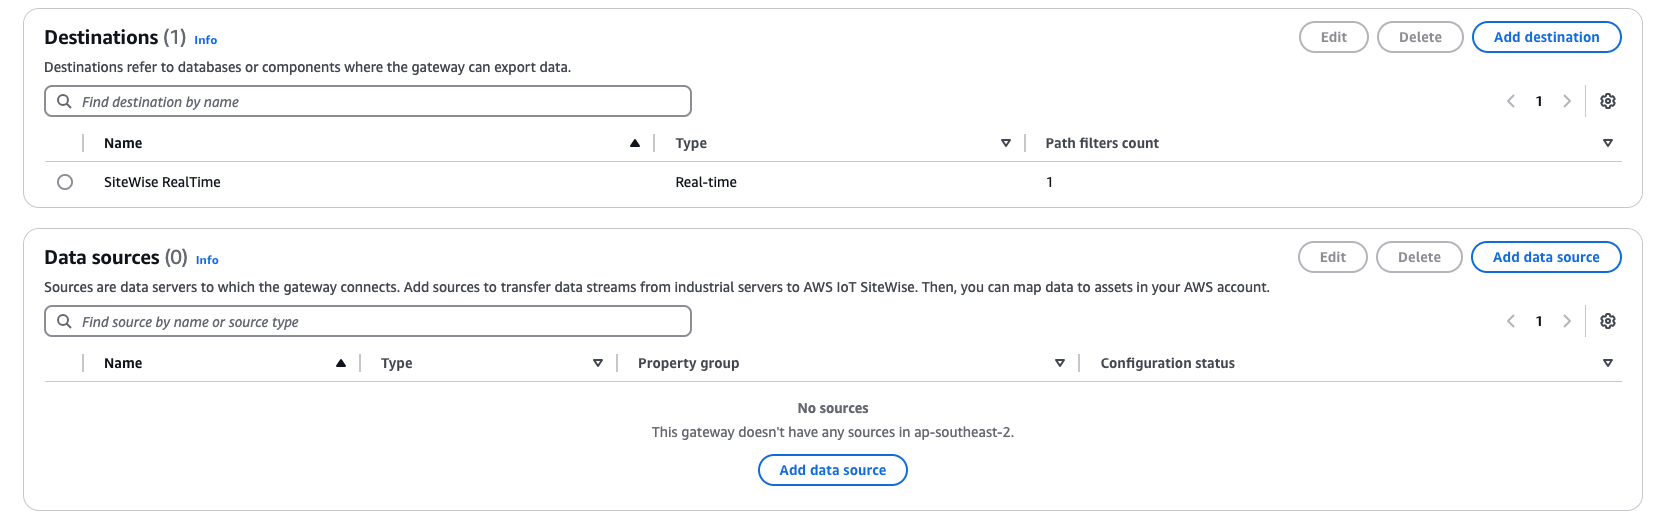 Destinations (1) Info
Edit Delete Add destination
Destinations refer to databases or components where the gateway can export data.
Find destination by name
1
Name Type Path filters count
SiteWise RealTime Real-time 1
Data sources (0) Info
Edit Delete Add data source
Sources are data servers to which the gateway connects. Add sources to transfer data streams from industrial servers to AWS IoT SiteWise. Then, you can map data to assets in your AWS account.
Find source by name or source type
1
Name Type Property group Configuration status
No sources
This gateway doesn't have any sources in ap-southeast-2.
Add data source